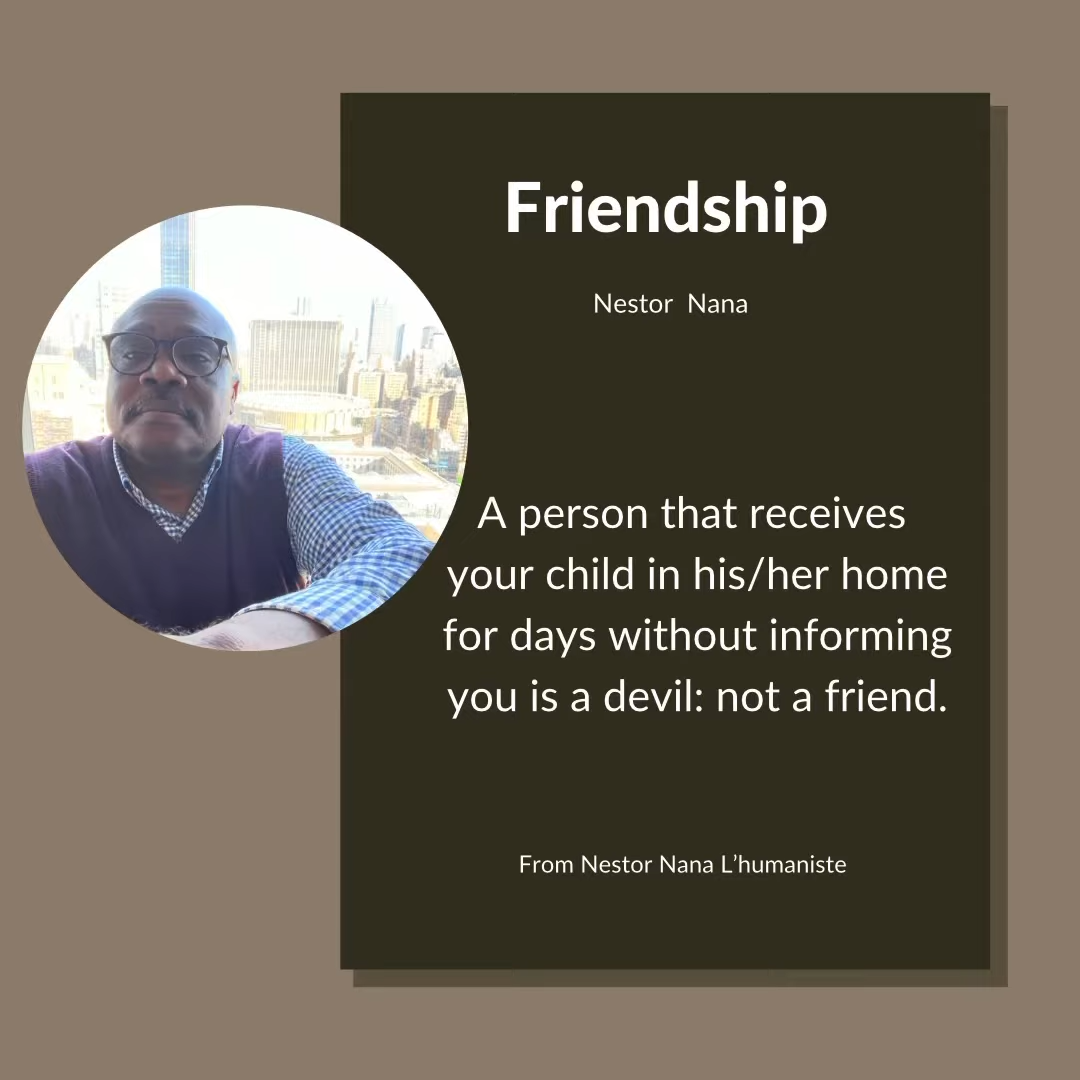 Friendship
Nestor Nana
A person that receives
your child in his/her home
for days without informing
you is a devil: not a friend.
From Nestor Nana L’humaniste